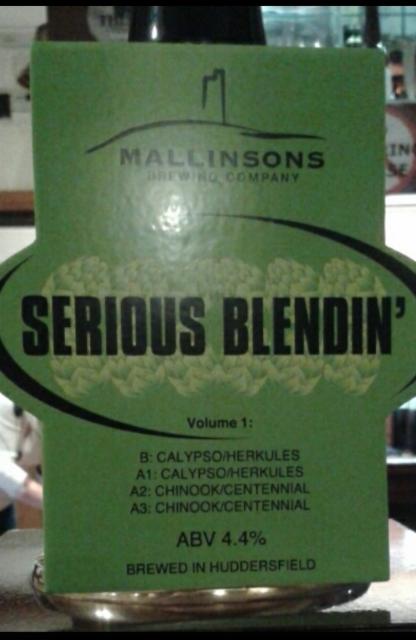 MALLINSONS
BREWING COMPANY
SERIOUS BLENDIN'
Volume 1:
B: CALYPSO/HERKULES
A1: CALYPSO/HERKULES
A2: CHINOOK/CENTENNIAL
A3: CHINOOK/CENTENNIAL
ABV 4.4%
BREWED IN HUDDERSFIELD